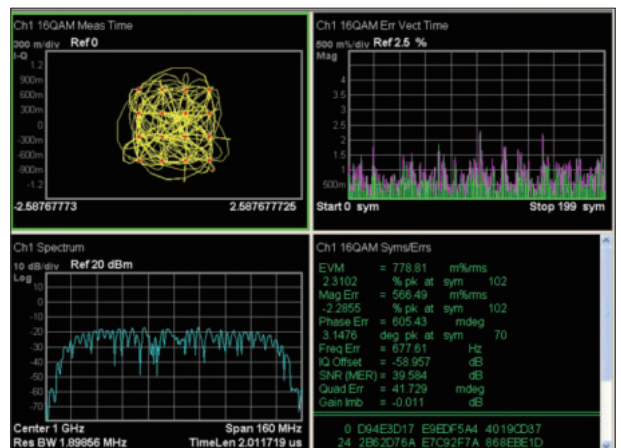 Ch1 16QAM Meas Time
300 m/div Ref 0
I-Q
1.2
900m
600m
300m
0
-300m
-600m
-900m
-1.2
-2.58767773 2.587677725
Ch1 16QAM Err Vect Time
500 m%/div Ref 2.5 %
Mag
4
3.5
3
2.5
2
1.5
1
500m
Start 0 sym Stop 199 sym
Ch1 Spectrum
10 dB/div Ref 20 dBm
Log
10
0
-10
-20
-30
-40
-50
-60
-70
Center 1 GHz Span 160 MHz
Res BW 1.89856 MHz TimeLen 2.011719 us
Ch1 16QAM Syms/Errs
EVM = 778.81 m%rms
2.3102 % pk at sym 102
Mag Err = 566.49 m%rms
-2.2855 % pk at sym 102
Phase Err = 605.43 mdeg
3.1476 deg pk at sym 70
Freq Err = 677.61 Hz
IQ Offset = -58.957 dB
SNR (MER) = 39.584 dB
Quad Err = 41.729 mdeg
Gain Imb = -0.011 dB
0 D94E3D17 E9EDF5A4 4019CD37
24 2B62D76A E7C92F7A 868EBE1D